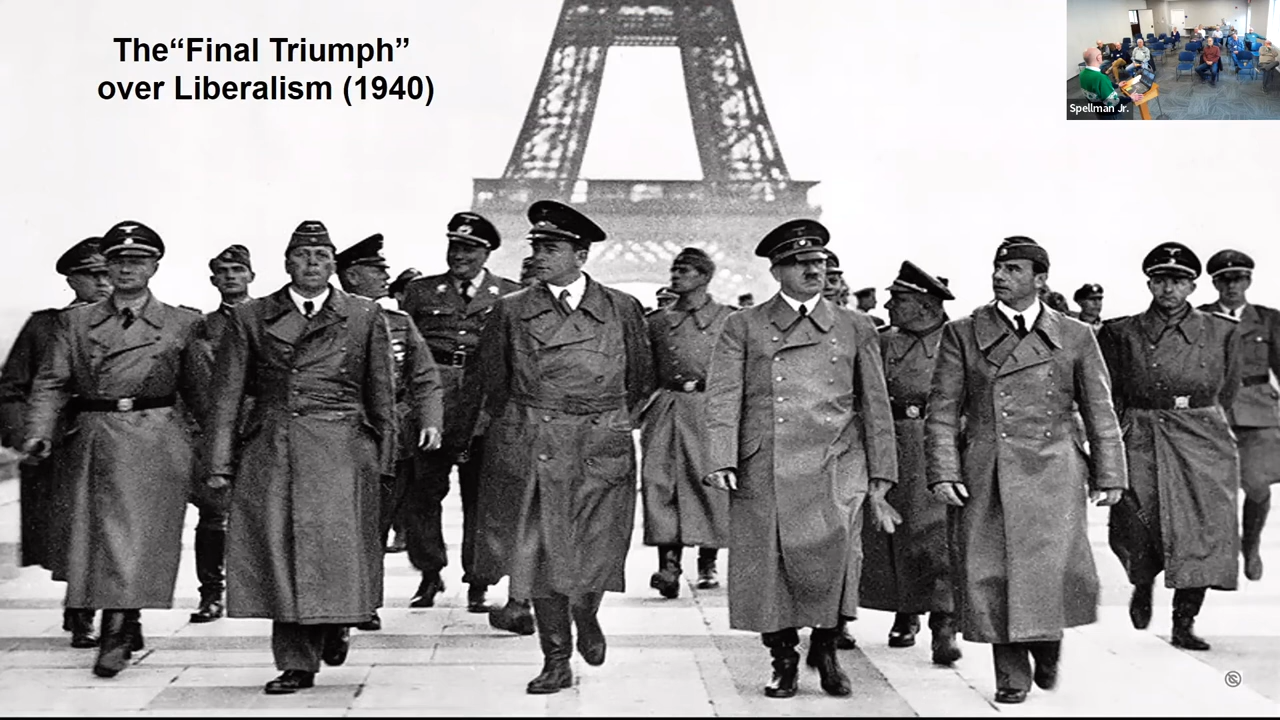 The“Final Triumph”
over Liberalism (1940)
Spellman Jr.